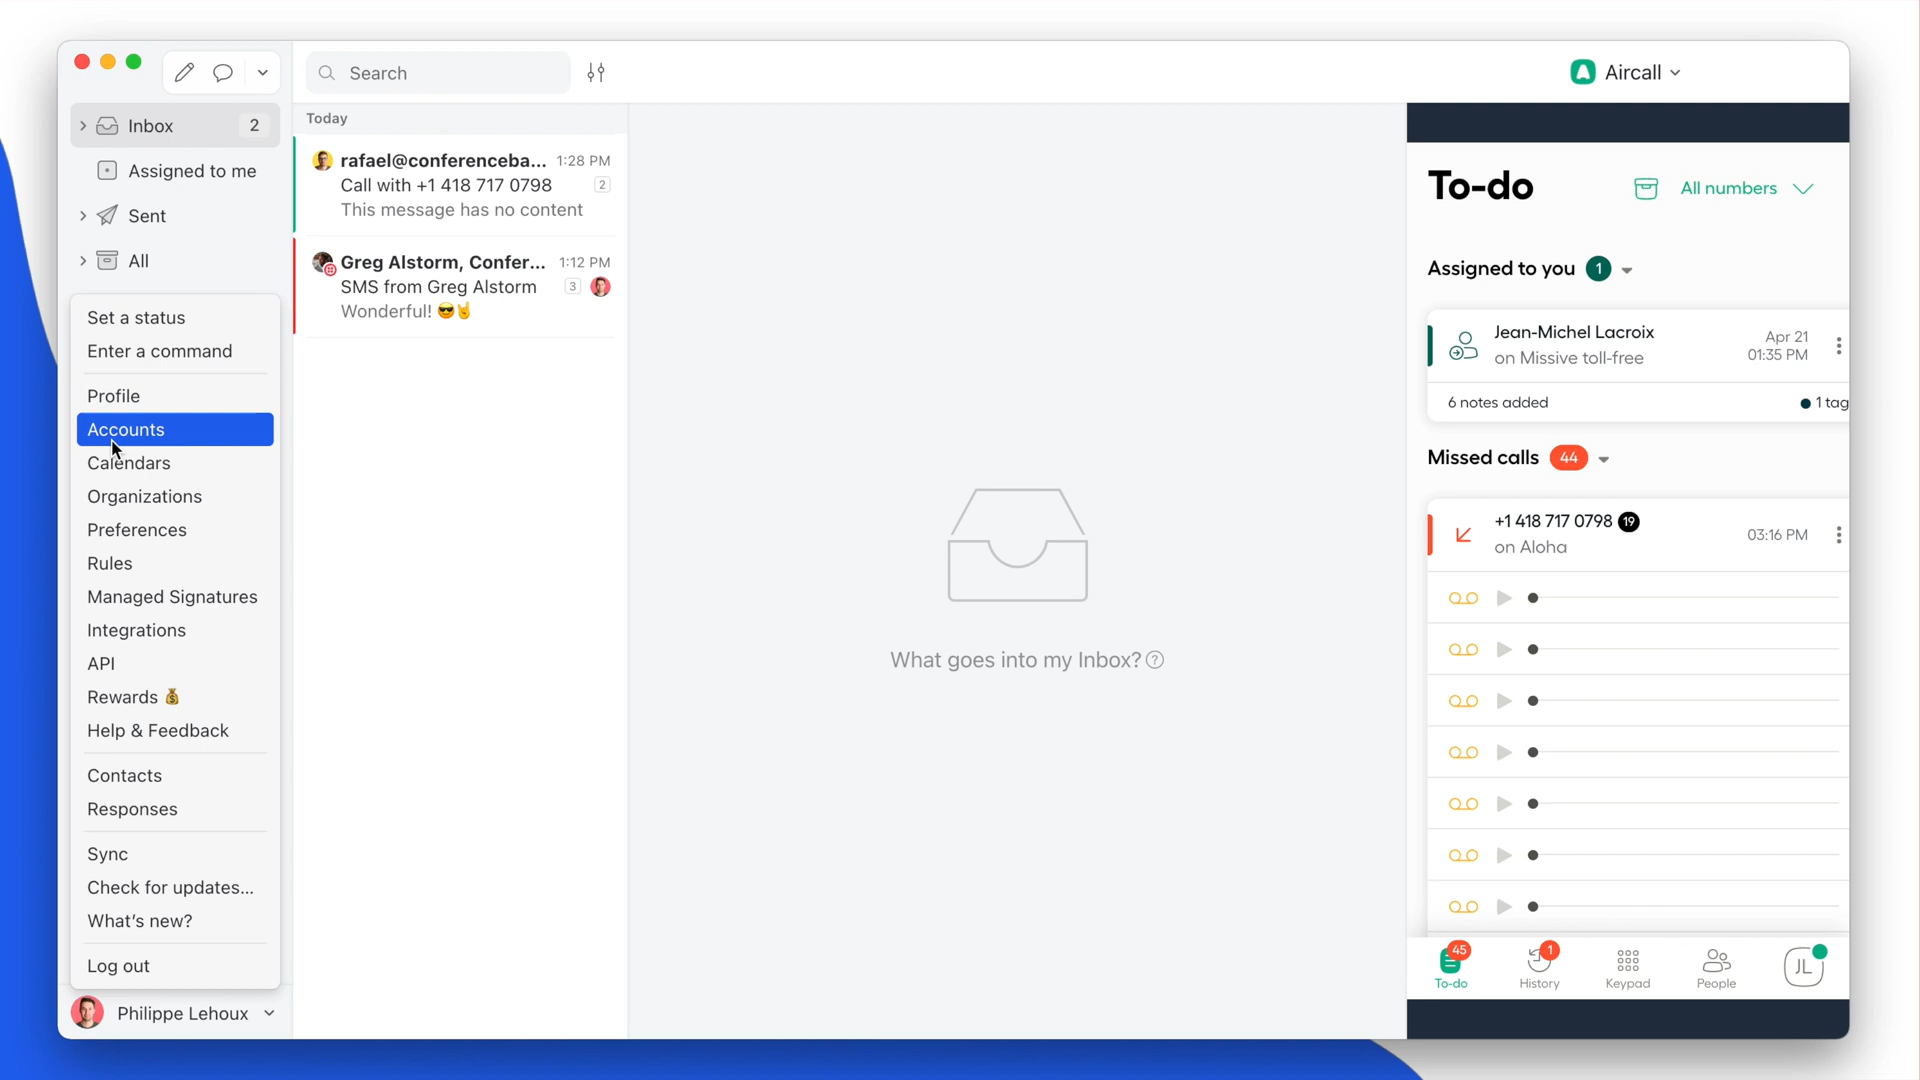 Search
Aircall
Inbox 2
Assigned to me
Sent
All
Set a status
Enter a command
Profile
Accounts
Calendars
Organizations
Preferences
Rules
Managed Signatures
Integrations
API
Rewards 💰
Help & Feedback
Contacts
Responses
Sync
Check for updates...
What's new?
Log out
Philippe Lehoux
Today
rafael@conferenceba... 1:28 PM
Call with +1 418 717 0798 2
This message has no content
Greg Alstorm, Confer... 1:12 PM
SMS from Greg Alstorm 3
Wonderful! 😎🤘
What goes into my Inbox? ?
To-do All numbers
Assigned to you 1
Jean-Michel Lacroix Apr 21
on Missive toll-free 01:35 PM
6 notes added 1 tag
Missed calls 44
+1 418 717 0798 19 03:16 PM
on Aloha
45 1
JL
To-do History Keypad People